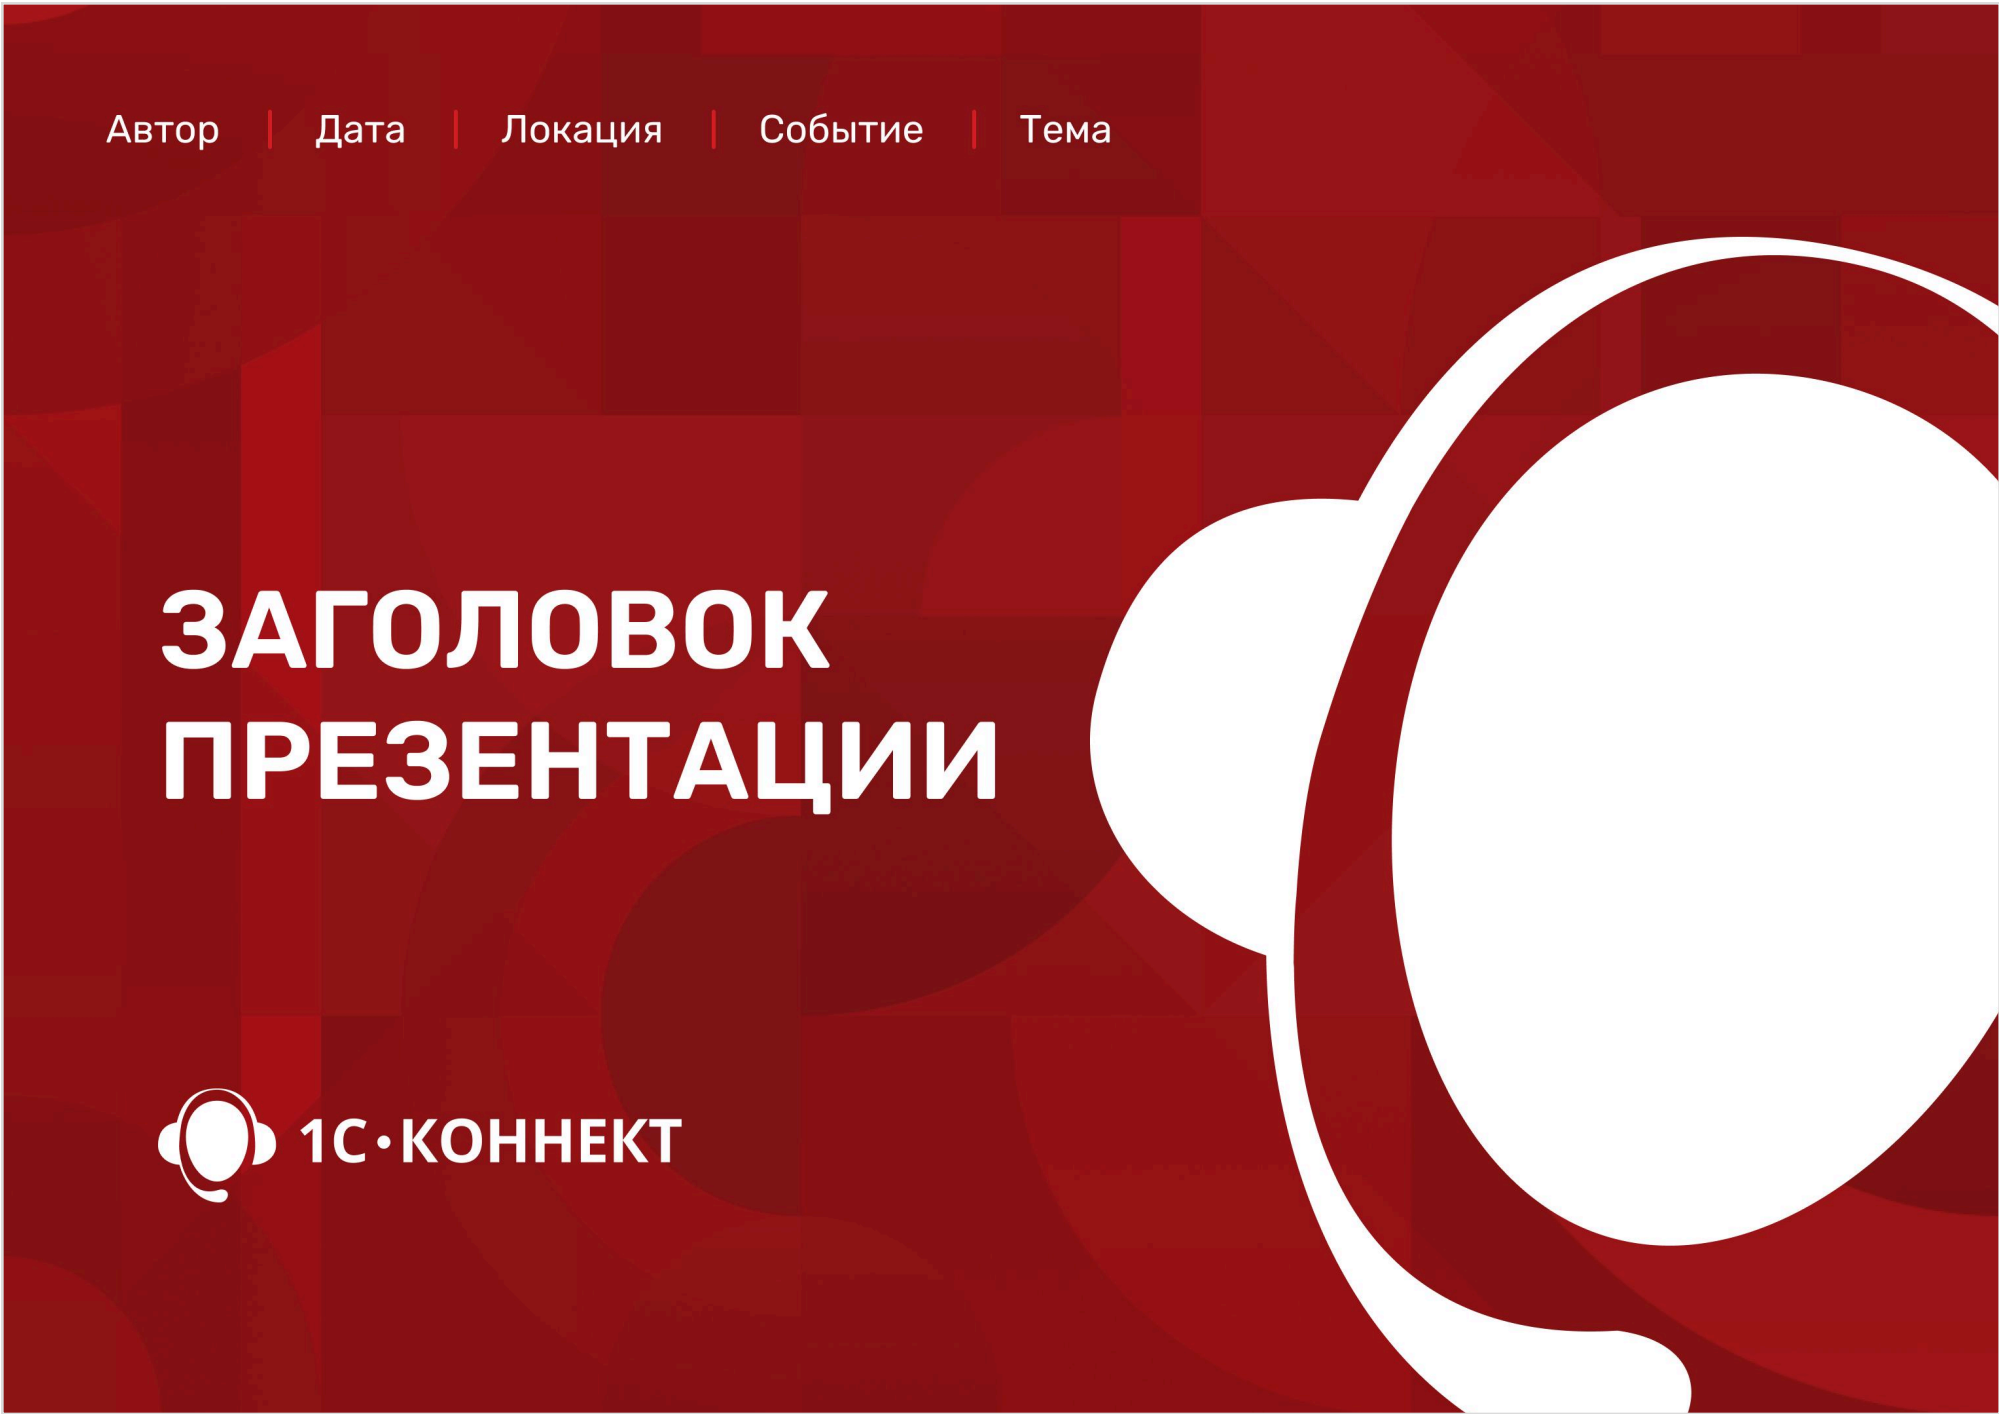 Автор | Дата | Локация | Событие | Тема
ЗАГОЛОВОК
ПРЕЗЕНТАЦИИ
1С•КОННЕКТ